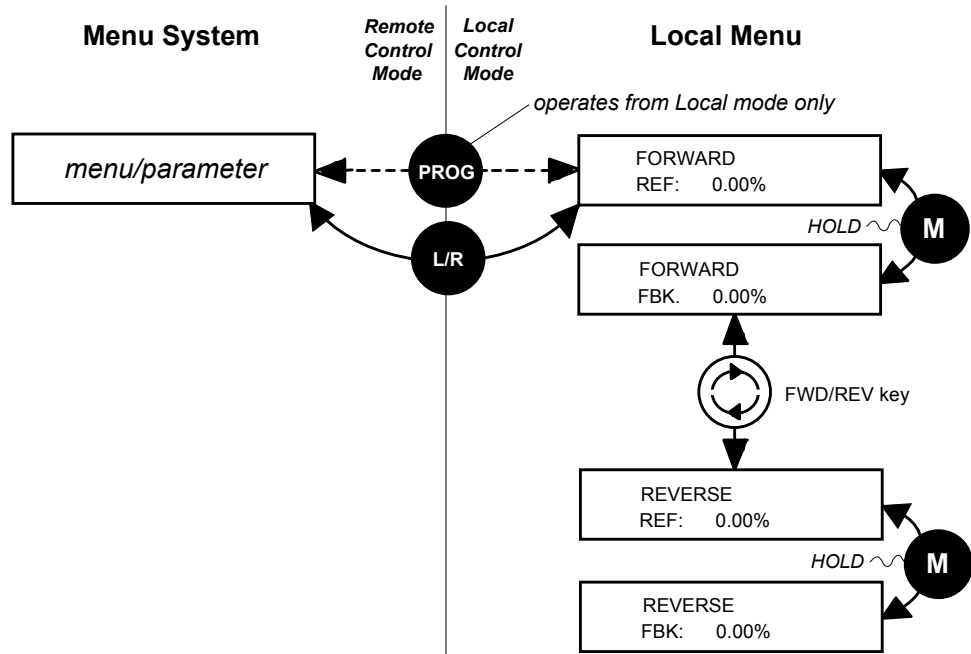 Menu System
Remote
Control
Mode
Local
Control
Mode
Local Menu
operates from Local mode only
menu/parameter
PROG
FORWARD
REF: 0.00%
HOLD
M
L/R
FORWARD
FBK. 0.00%
FWD/REV key
REVERSE
REF: 0.00%
HOLD
M
REVERSE
FBK: 0.00%